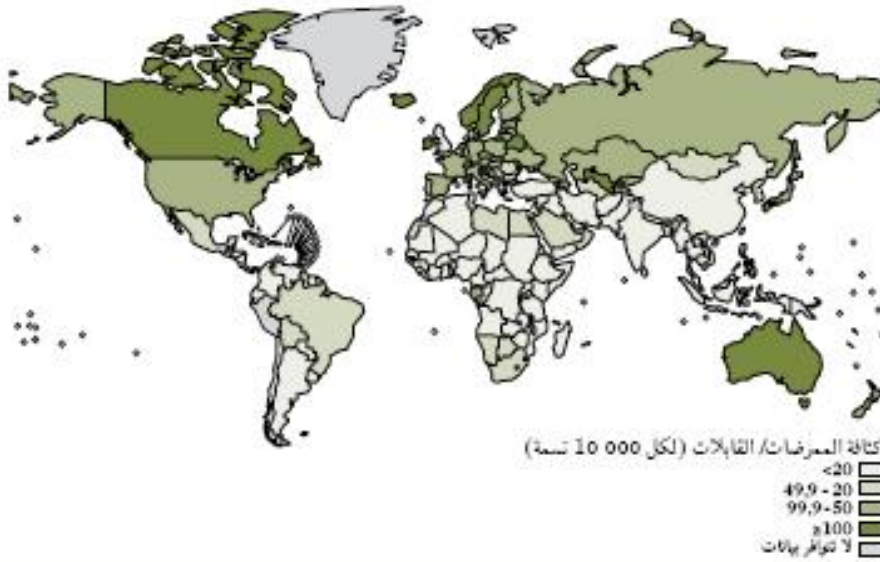 كثافة الممرضات/ القابلات (لكل 000 10 نسمة)
<20
49,9 - 20
99,9-50
≥100
لا تتوافر بيانات